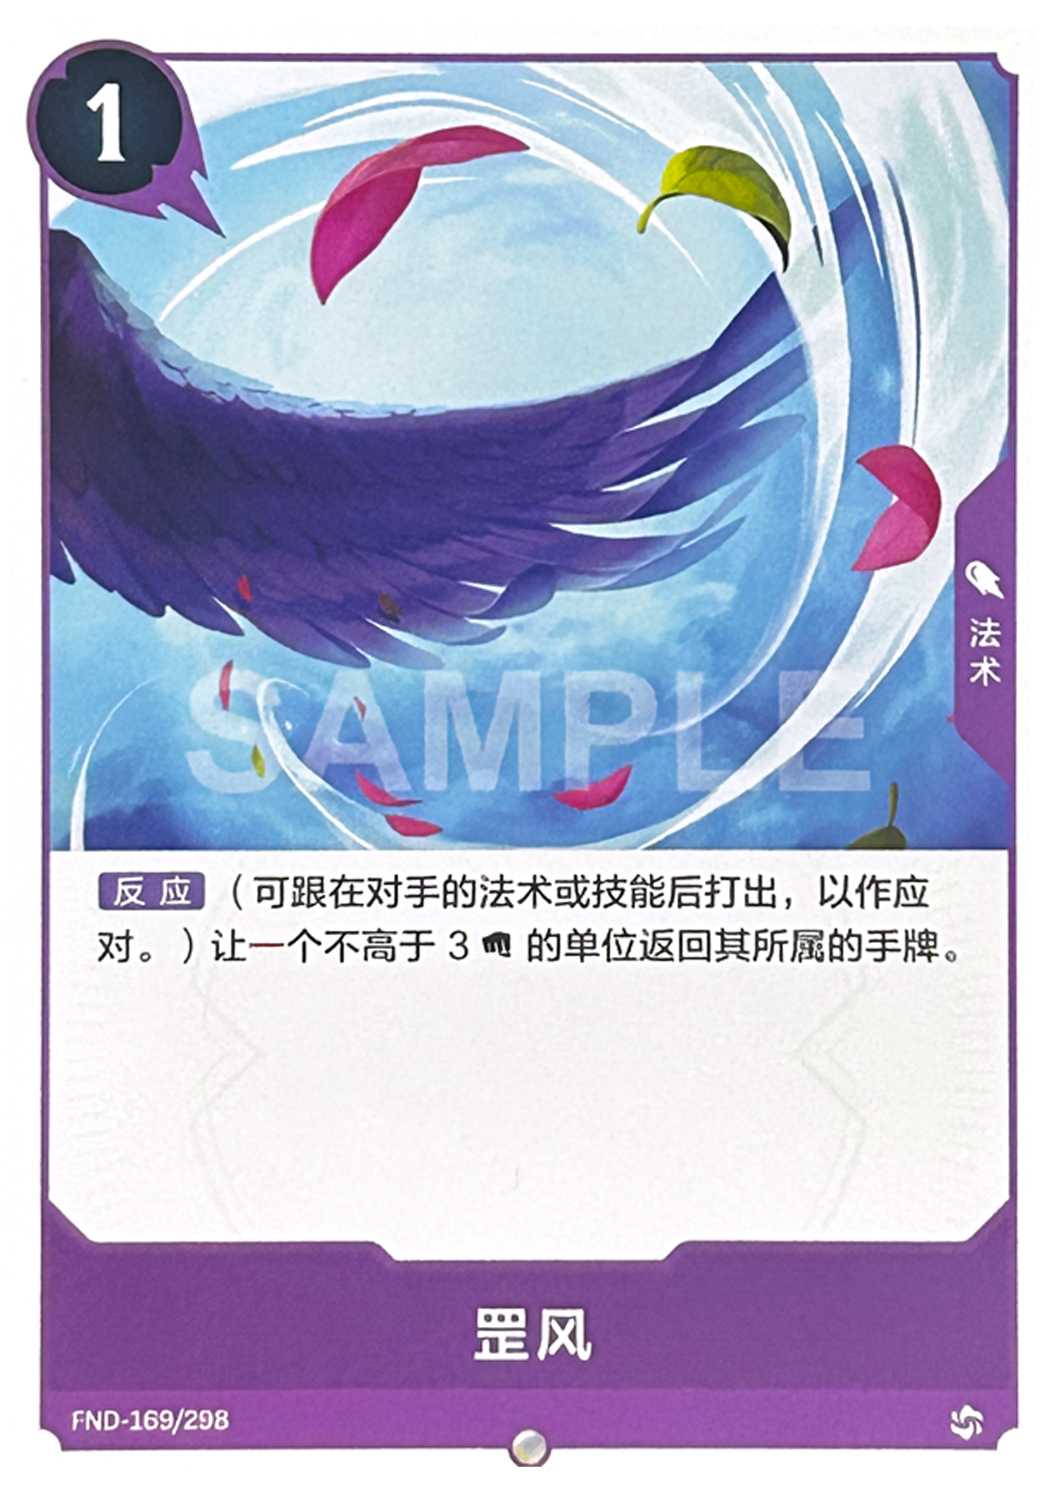 1
法术
SAMPLE
反应 （可跟在对手的法术或技能后打出，以作应
对。）让一个不高于 3 的单位返回其所属的手牌。
罡风
FND-169/298